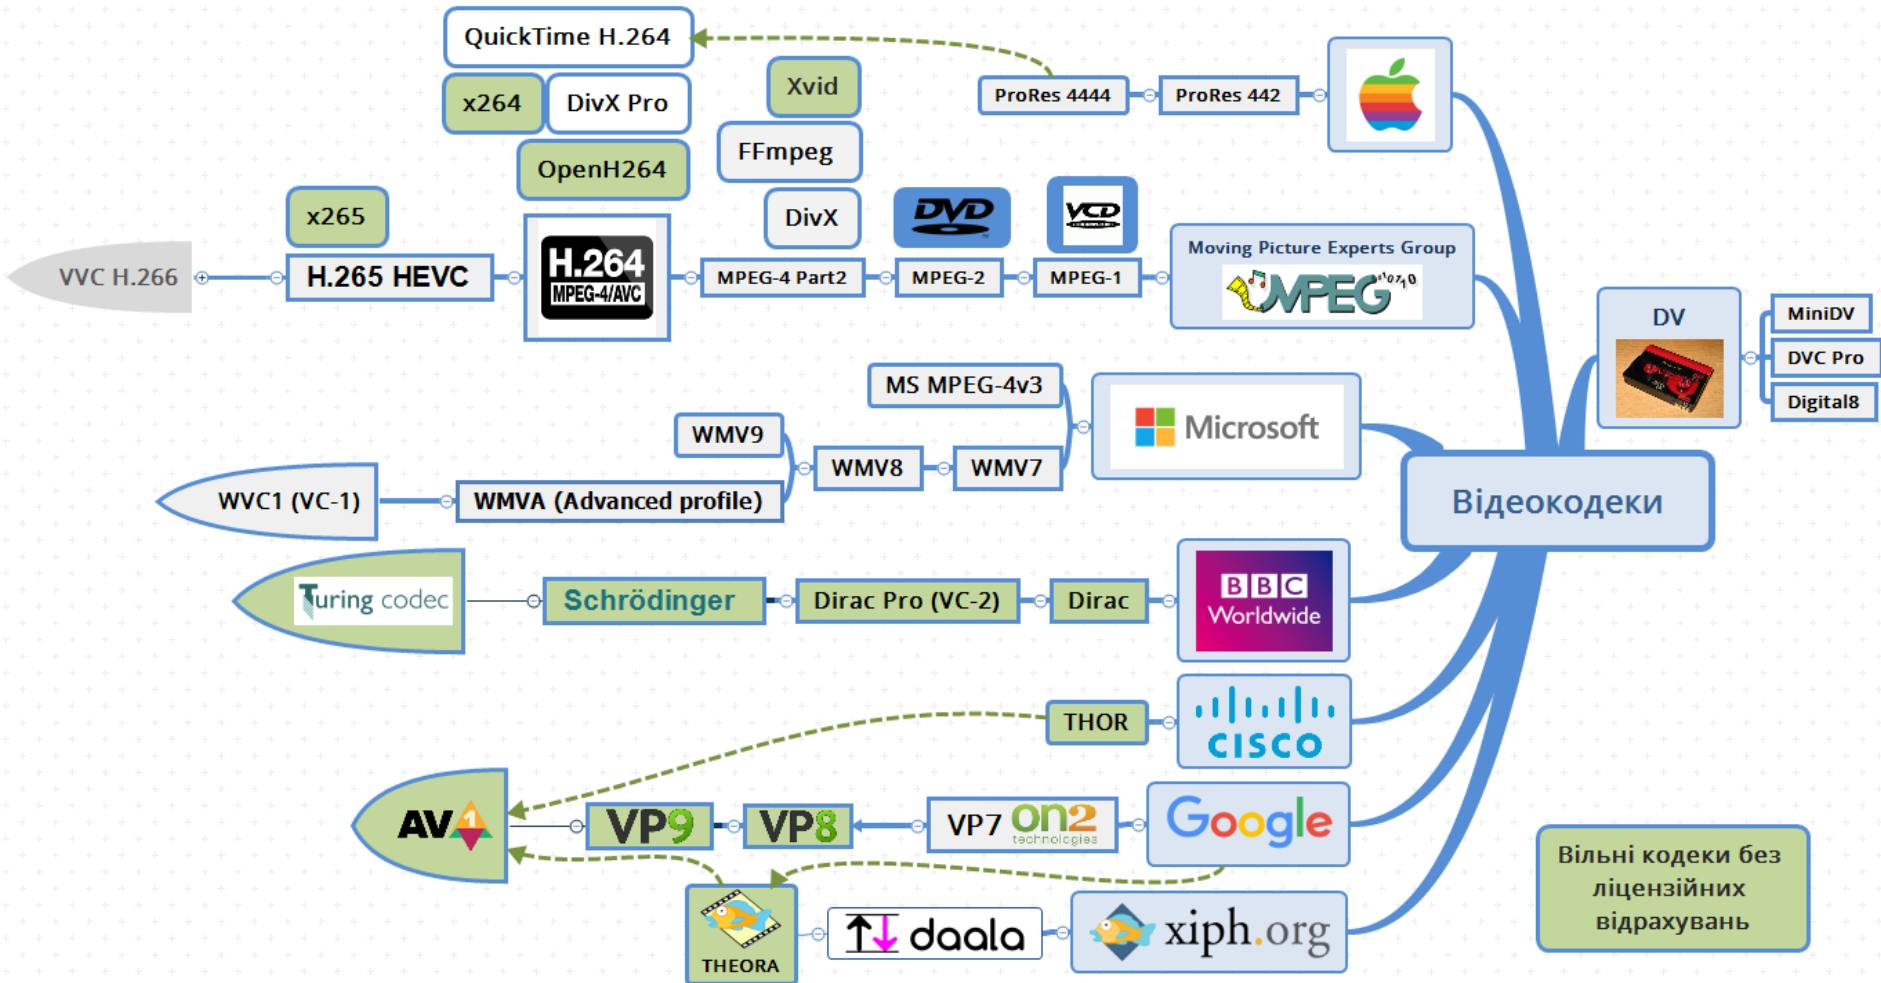 QuickTime H.264
x264
DivX Pro
OpenH264
x265
Xvid
FFmpeg
DivX
DVD
VCD
ProRes 4444
ProRes 442
VVC H.266
H.265 HEVC
H.264
MPEG-4/AVC
MPEG-4 Part2
MPEG-2
MPEG-1
Moving Picture Experts Group
MPEG
DV
MiniDV
DVC Pro
Digital8
MS MPEG-4v3
Microsoft
WMV9
WMV8
WMV7
WVC1 (VC-1)
WMVA (Advanced profile)
Відеокодеки
Turing codec
Schrödinger
Dirac Pro (VC-2)
Dirac
BBC
Worldwide
THOR
CISCO
AV1
VP9
VP8
VP7
on2
technologies
Google
THEORA
daala
xiph.org
Вільні кодеки без
ліцензійних
відрахувань